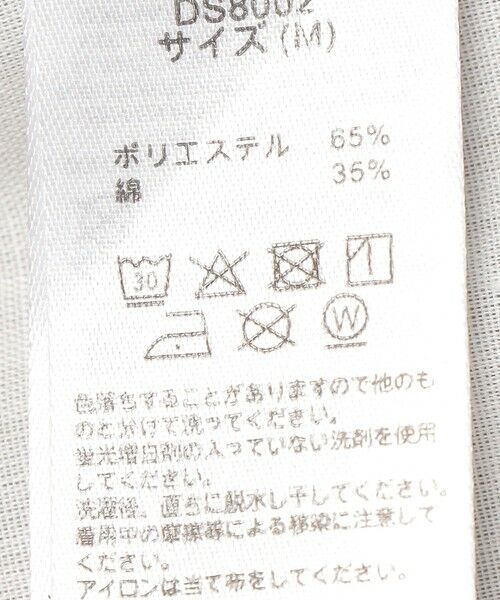 DS8002
サイズ(M)
ポリエステル 65%
綿 35%
30
W
色落ちすることがありますので他のも
のとわけて洗ってください。
蛍光増白剤の入っていない洗剤を使用
してください。
洗濯後、直ちに脱水し干してください。
着用中の摩擦等による移染に注意して
ください。
アイロンは当て布をしてください。